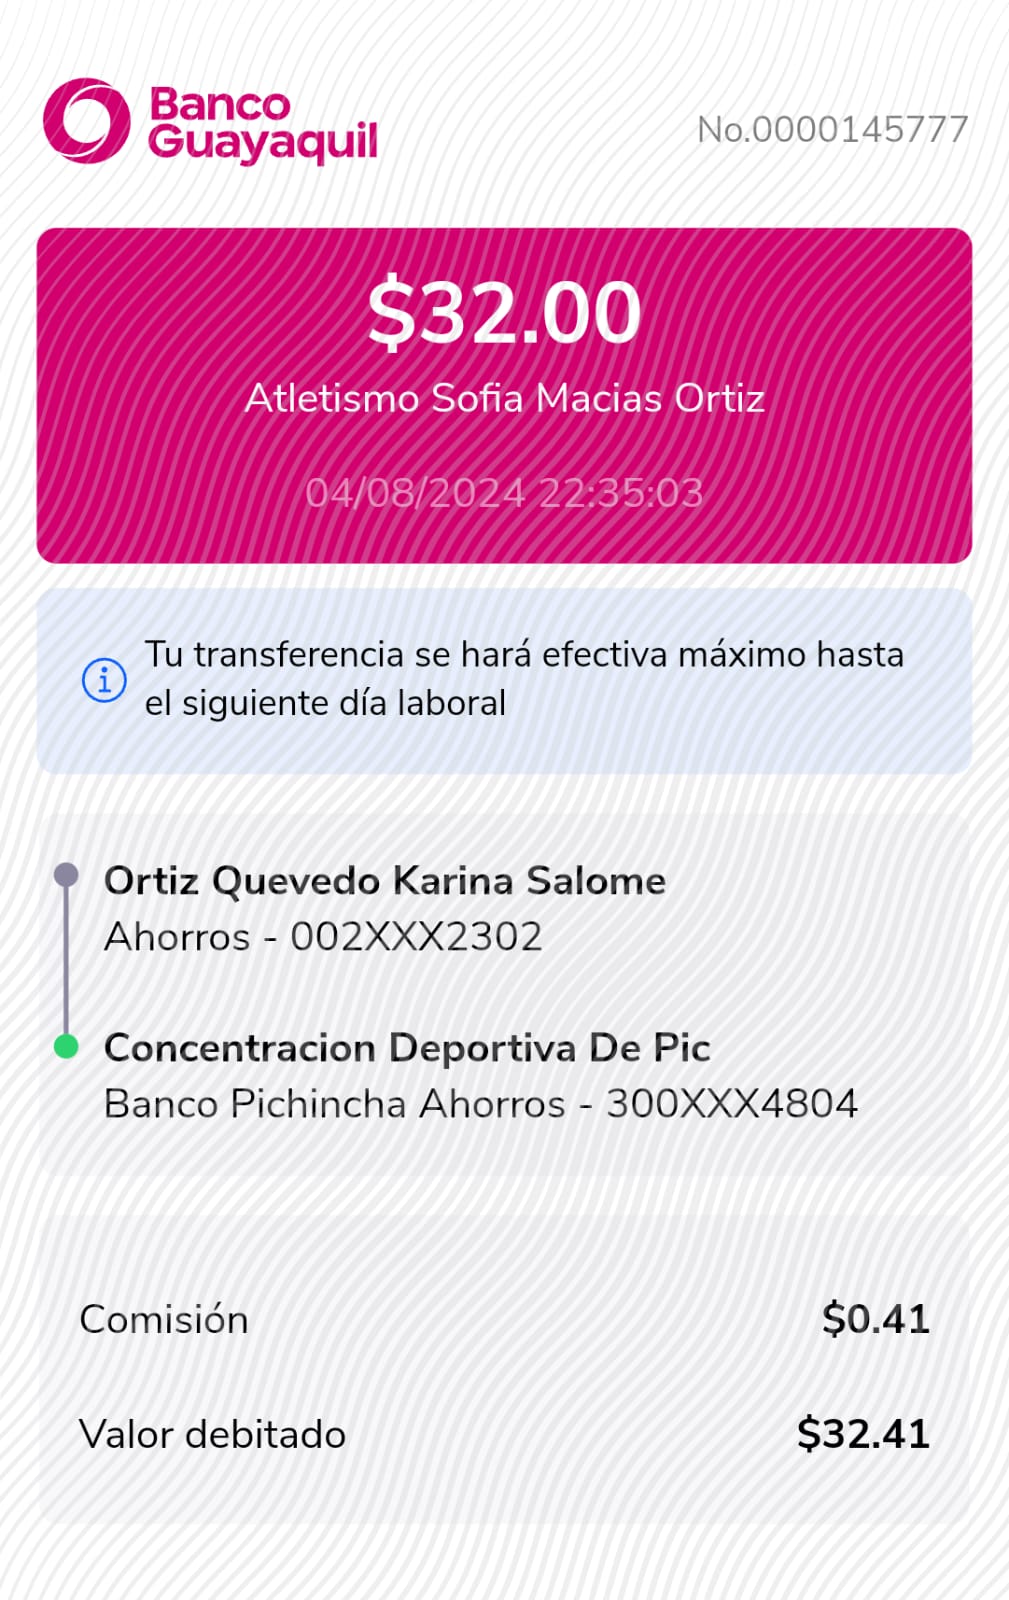 Banco
Guayaquil
No.0000145777
$32.00
Atletismo Sofia Macias Ortiz
04/08/2024 22:35:03
Tu transferencia se hará efectiva máximo hasta
el siguiente día laboral
Ortiz Quevedo Karina Salome
Ahorros - 002XXX2302
Concentracion Deportiva De Pic
Banco Pichincha Ahorros - 300XXX4804
Comisión $0.41
Valor debitado $32.41